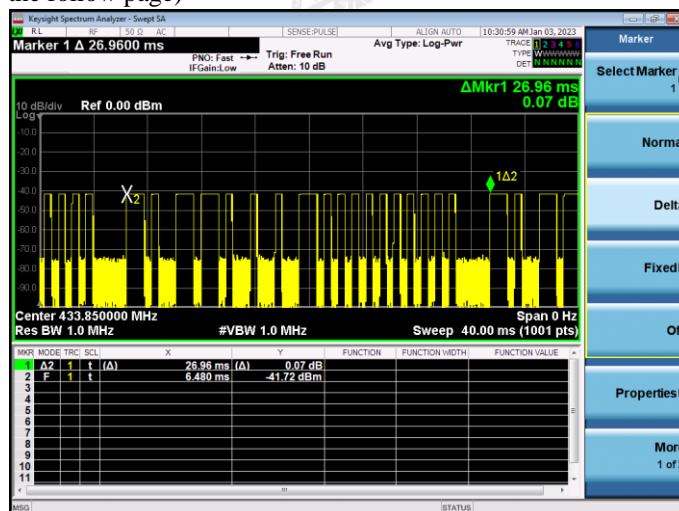 the follow page)
Keysight Spectrum Analyzer - Swept SA
RL RF 50 Ω AC SENSE:PULSE ALIGN AUTO 10:30:59 AM Jan 03, 2023
Marker 1 Δ 26.9600 ms
PNO: Fast
IFGain:Low
Trig: Free Run
Atten: 10 dB
Avg Type: Log-Pwr
TRACE 1 2 3 4 5 6
TYPE W
DET N N N N N N
ΔMkr1 26.96 ms
0.07 dB
10 dB/div Ref 0.00 dBm
Log
-10.0
-20.0
-30.0
-40.0
-50.0
-60.0
-70.0
-80.0
-90.0
X2
1Δ2
Center 433.850000 MHz Span 0 Hz
Res BW 1.0 MHz #VBW 1.0 MHz Sweep 40.00 ms (1001 pts)
MKR MODE TRC SCL X Y FUNCTION FUNCTION WIDTH FUNCTION VALUE
1 Δ2 1 t (Δ) 26.96 ms (Δ) 0.07 dB
2 F 1 t 6.480 ms -41.72 dBm
3
4
5
6
7
8
9
10
11
MSG STATUS
Marker
Select Marker
1
Norma
Delt
Fixed
Of
Properties
Mor
1 of